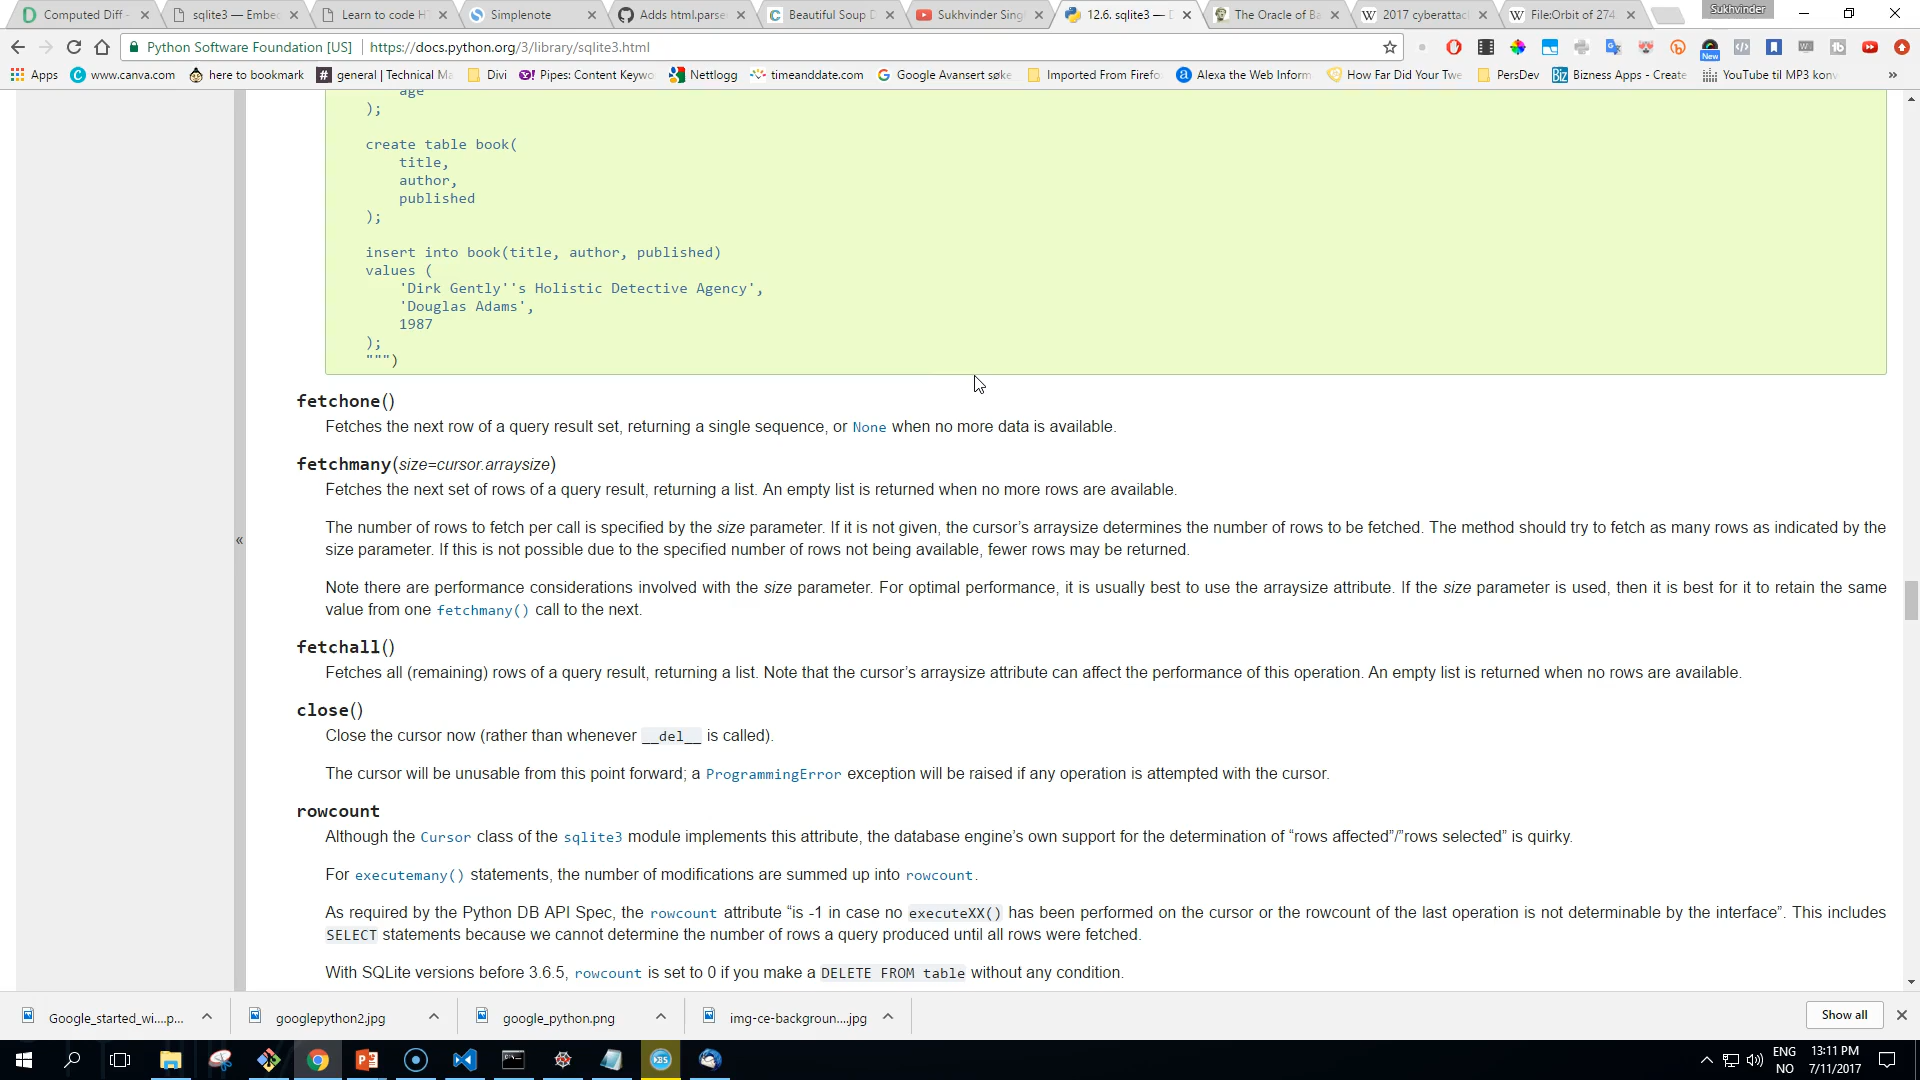 Computed Diff -
sqlite3 — Embed
Learn to code HT
Simplenote
Adds html.parse
Beautiful Soup D
Sukhvinder Sing
12.6. sqlite3 — D
The Oracle of Ba
2017 cyberattack
File:Orbit of 274
Sukhvinder
Python Software Foundation [US]
https://docs.python.org/3/library/sqlite3.html
New
Apps
www.canva.com
here to bookmark
general | Technical Ma
Divi
Pipes: Content Keywo
Nettlogg
timeanddate.com
Google Avansert søke
Imported From Firefo
Alexa the Web Inform
How Far Did Your Twe
PersDev
Bizness Apps - Create
YouTube til MP3 konv
»
age
);
create table book(
title,
author,
published
);
insert into book(title, author, published)
values (
'Dirk Gently''s Holistic Detective Agency',
'Douglas Adams',
1987
);
""")
fetchone()
Fetches the next row of a query result set, returning a single sequence, or None when no more data is available.
fetchmany(size=cursor.arraysize)
Fetches the next set of rows of a query result, returning a list. An empty list is returned when no more rows are available.
The number of rows to fetch per call is specified by the size parameter. If it is not given, the cursor’s arraysize determines the number of rows to be fetched. The method should try to fetch as many rows as indicated by the
size parameter. If this is not possible due to the specified number of rows not being available, fewer rows may be returned.
«
Note there are performance considerations involved with the size parameter. For optimal performance, it is usually best to use the arraysize attribute. If the size parameter is used, then it is best for it to retain the same
value from one fetchmany() call to the next.
fetchall()
Fetches all (remaining) rows of a query result, returning a list. Note that the cursor’s arraysize attribute can affect the performance of this operation. An empty list is returned when no rows are available.
close()
Close the cursor now (rather than whenever __del__ is called).
The cursor will be unusable from this point forward; a ProgrammingError exception will be raised if any operation is attempted with the cursor.
rowcount
Although the Cursor class of the sqlite3 module implements this attribute, the database engine’s own support for the determination of “rows affected”/”rows selected” is quirky.
For executemany() statements, the number of modifications are summed up into rowcount.
As required by the Python DB API Spec, the rowcount attribute “is -1 in case no executeXX() has been performed on the cursor or the rowcount of the last operation is not determinable by the interface”. This includes
SELECT statements because we cannot determine the number of rows a query produced until all rows were fetched.
With SQLite versions before 3.6.5, rowcount is set to 0 if you make a DELETE FROM table without any condition.
Google_started_wi....p...
googlepython2.jpg
google_python.png
img-ce-backgroun....jpg
Show all
ENG
NO
13:11 PM
7/11/2017